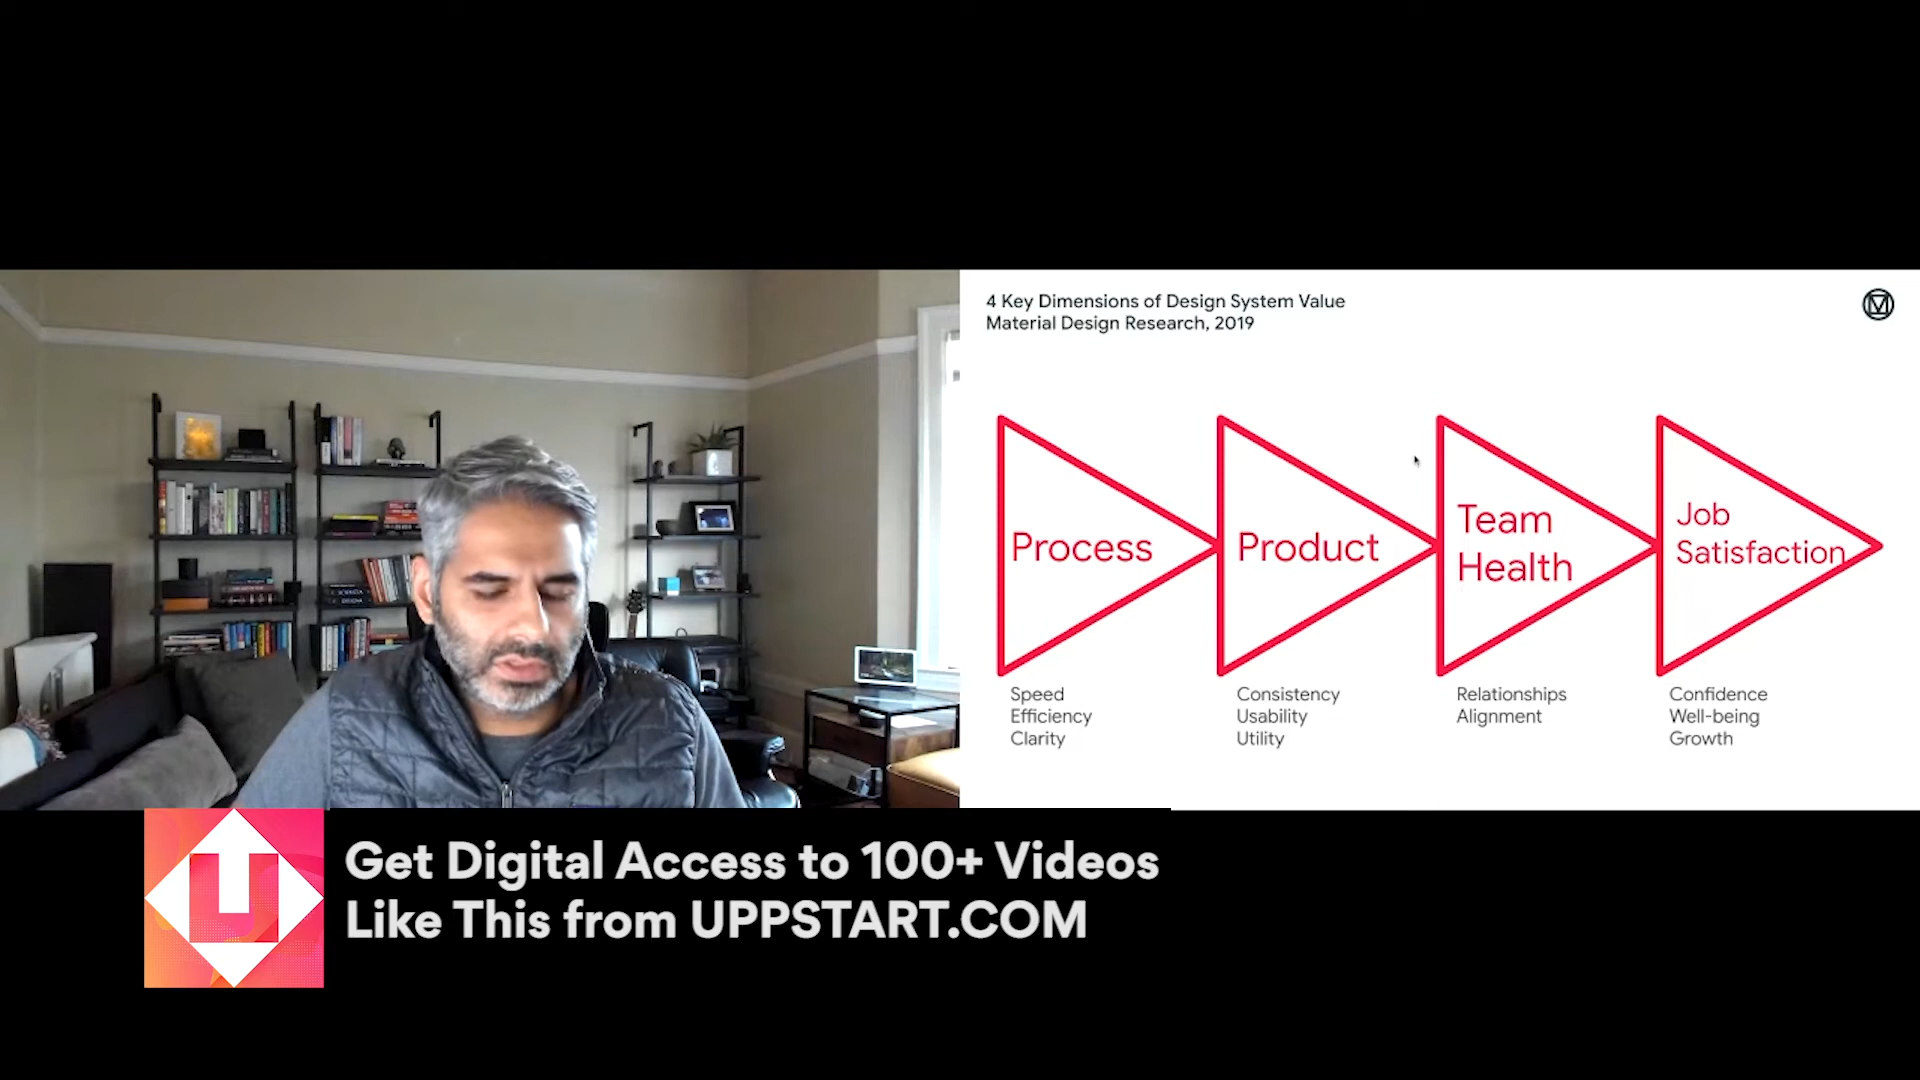 4 Key Dimensions of Design System Value
Material Design Research, 2019
Process
Product
Team
Health
Job
Satisfaction
Speed
Efficiency
Clarity
Consistency
Usability
Utility
Relationships
Alignment
Confidence
Well-being
Growth
Get Digital Access to 100+ Videos
Like This from UPPSTART.COM